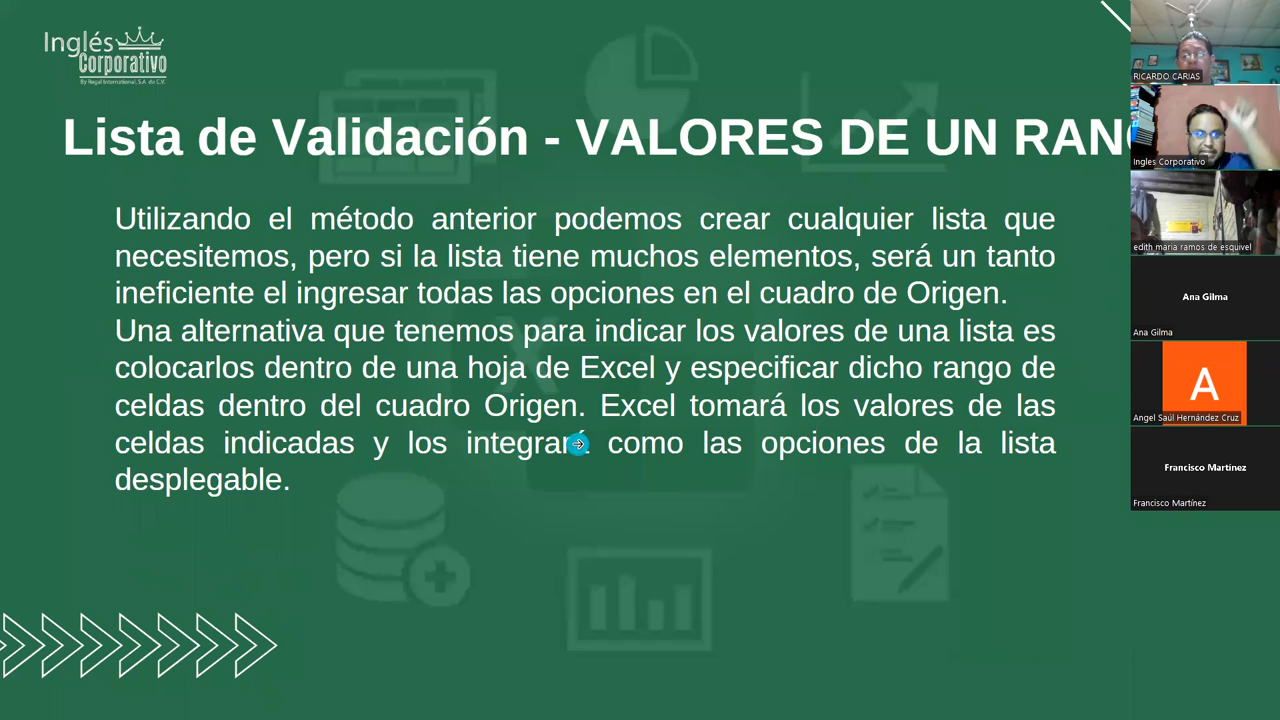 Inglés
Corporativo
By Regal International, S.A. de C.V.
Lista de Validación - VALORES DE UN RANG
Utilizando el método anterior podemos crear cualquier lista que
necesitemos, pero si la lista tiene muchos elementos, será un tanto
ineficiente el ingresar todas las opciones en el cuadro de Origen.
Una alternativa que tenemos para indicar los valores de una lista es
colocarlos dentro de una hoja de Excel y especificar dicho rango de
celdas dentro del cuadro Origen. Excel tomará los valores de las
celdas indicadas y los integrará como las opciones de la lista
desplegable.
RICARDO CARIAS
Ingles Corporativo
edith maria ramos de esquivel
Ana Gilma
Ana Gilma
A
Angel Saúl Hernández Cruz
Francisco Martínez
Francisco Martínez